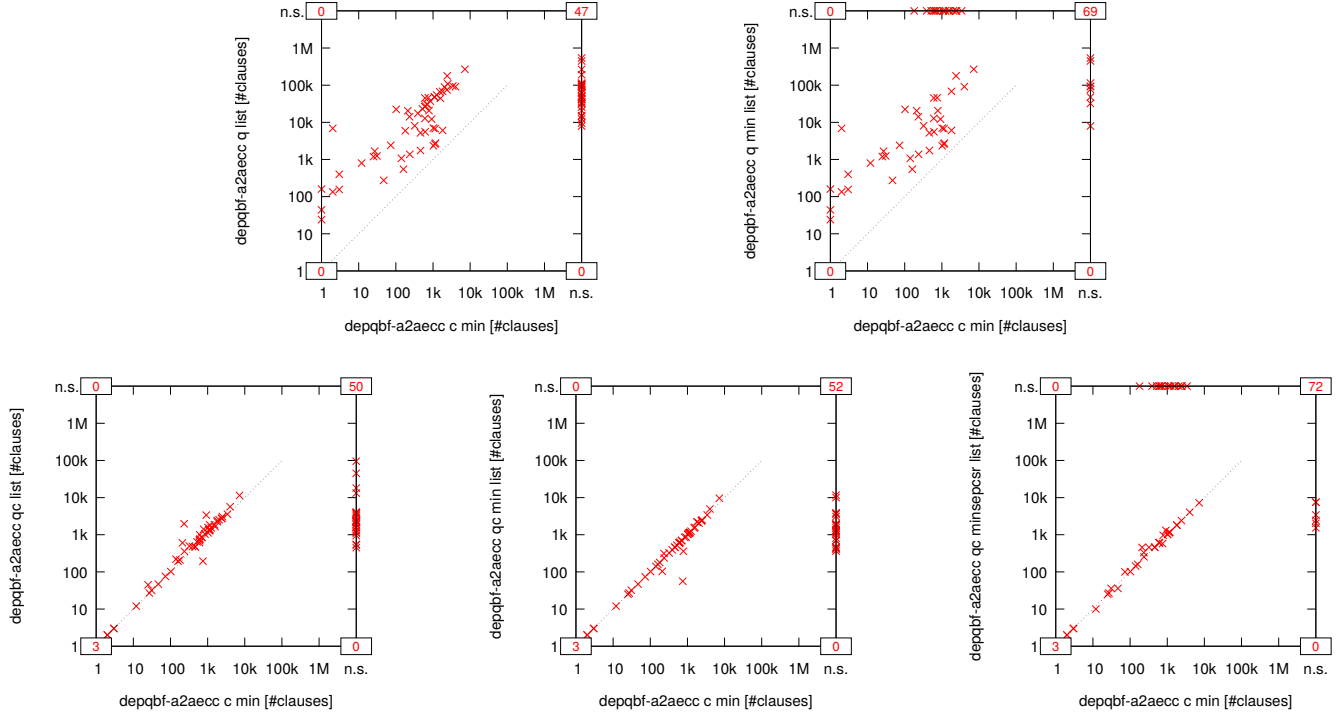 n.s. 0 47
1M
100k
10k
1k
100
10
1 0 0
1 10 100 1k 10k 100k 1M n.s.
depqbf-a2aecc q list [#clauses]
depqbf-a2aecc c min [#clauses]
n.s. 0 69
1M
100k
10k
1k
100
10
1 0 0
1 10 100 1k 10k 100k 1M n.s.
depqbf-a2aecc q min list [#clauses]
depqbf-a2aecc c min [#clauses]
n.s. 0 50
1M
100k
10k
1k
100
10
1 3 0
1 10 100 1k 10k 100k 1M n.s.
depqbf-a2aecc qc list [#clauses]
depqbf-a2aecc c min [#clauses]
n.s. 0 52
1M
100k
10k
1k
100
10
1 3 0
1 10 100 1k 10k 100k 1M n.s.
depqbf-a2aecc qc min list [#clauses]
depqbf-a2aecc c min [#clauses]
n.s. 0 72
1M
100k
10k
1k
100
10
1 3 0
1 10 100 1k 10k 100k 1M n.s.
depqbf-a2aecc qc minsepcsr list [#clauses]
depqbf-a2aecc c min [#clauses]